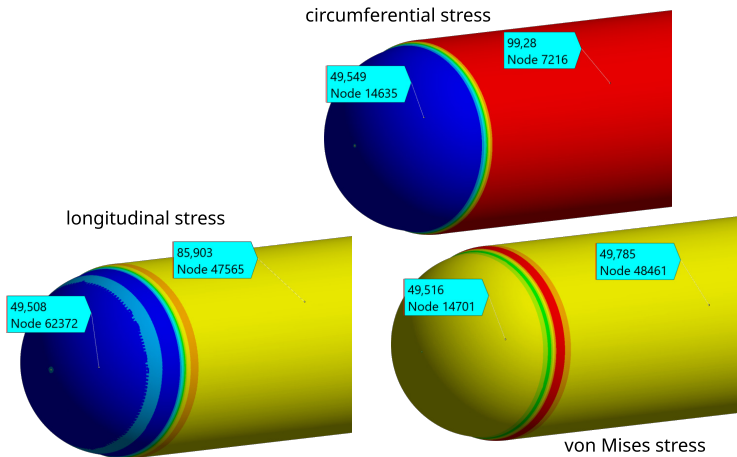 circumferential stress
99,28
Node 7216
49,549
Node 14635
longitudinal stress
85,903
Node 47565
49,508
Node 62372
49,785
Node 48461
49,516
Node 14701
von Mises stress